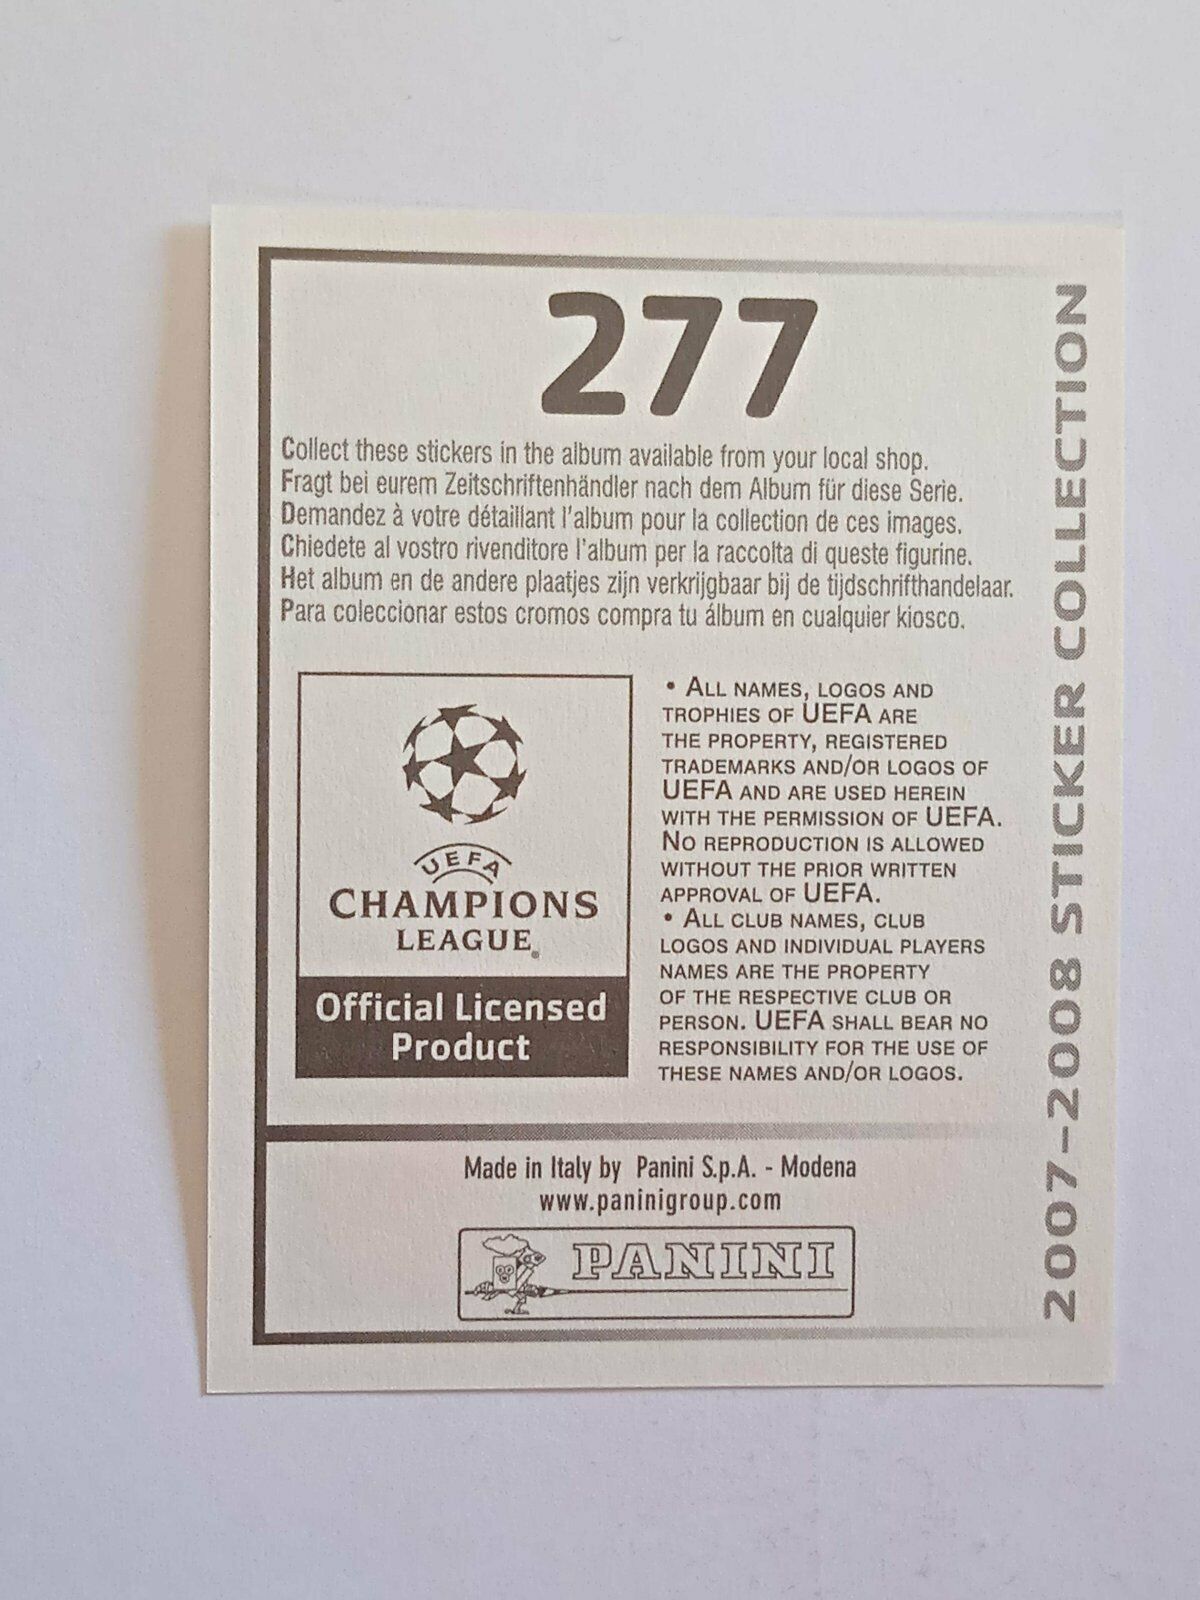 277
Collect these stickers in the album available from your local shop.
Fragt bei eurem Zeitschriftenhändler nach dem Album für diese Serie.
Demandez à votre détaillant l'album pour la collection de ces images.
Chiedete al vostro rivenditore l'album per la raccolta di queste figurine.
Het album en de andere plaatjes zijn verkrijgbaar bij de tijdschrifthandelaar.
Para coleccionar estos cromos compra tu álbum en cualquier kiosco.
UEFA
CHAMPIONS
LEAGUE®
Official Licensed
Product
• ALL NAMES, LOGOS AND
TROPHIES OF UEFA ARE
THE PROPERTY, REGISTERED
TRADEMARKS AND/OR LOGOS OF
UEFA AND ARE USED HEREIN
WITH THE PERMISSION OF UEFA.
NO REPRODUCTION IS ALLOWED
WITHOUT THE PRIOR WRITTEN
APPROVAL OF UEFA.
• ALL CLUB NAMES, CLUB
LOGOS AND INDIVIDUAL PLAYERS
NAMES ARE THE PROPERTY
OF THE RESPECTIVE CLUB OR
PERSON. UEFA SHALL BEAR NO
RESPONSIBILITY FOR THE USE OF
THESE NAMES AND/OR LOGOS.
Made in Italy by Panini S.p.A. - Modena
www.paninigroup.com
PANINI
2007-2008 STICKER COLLECTION